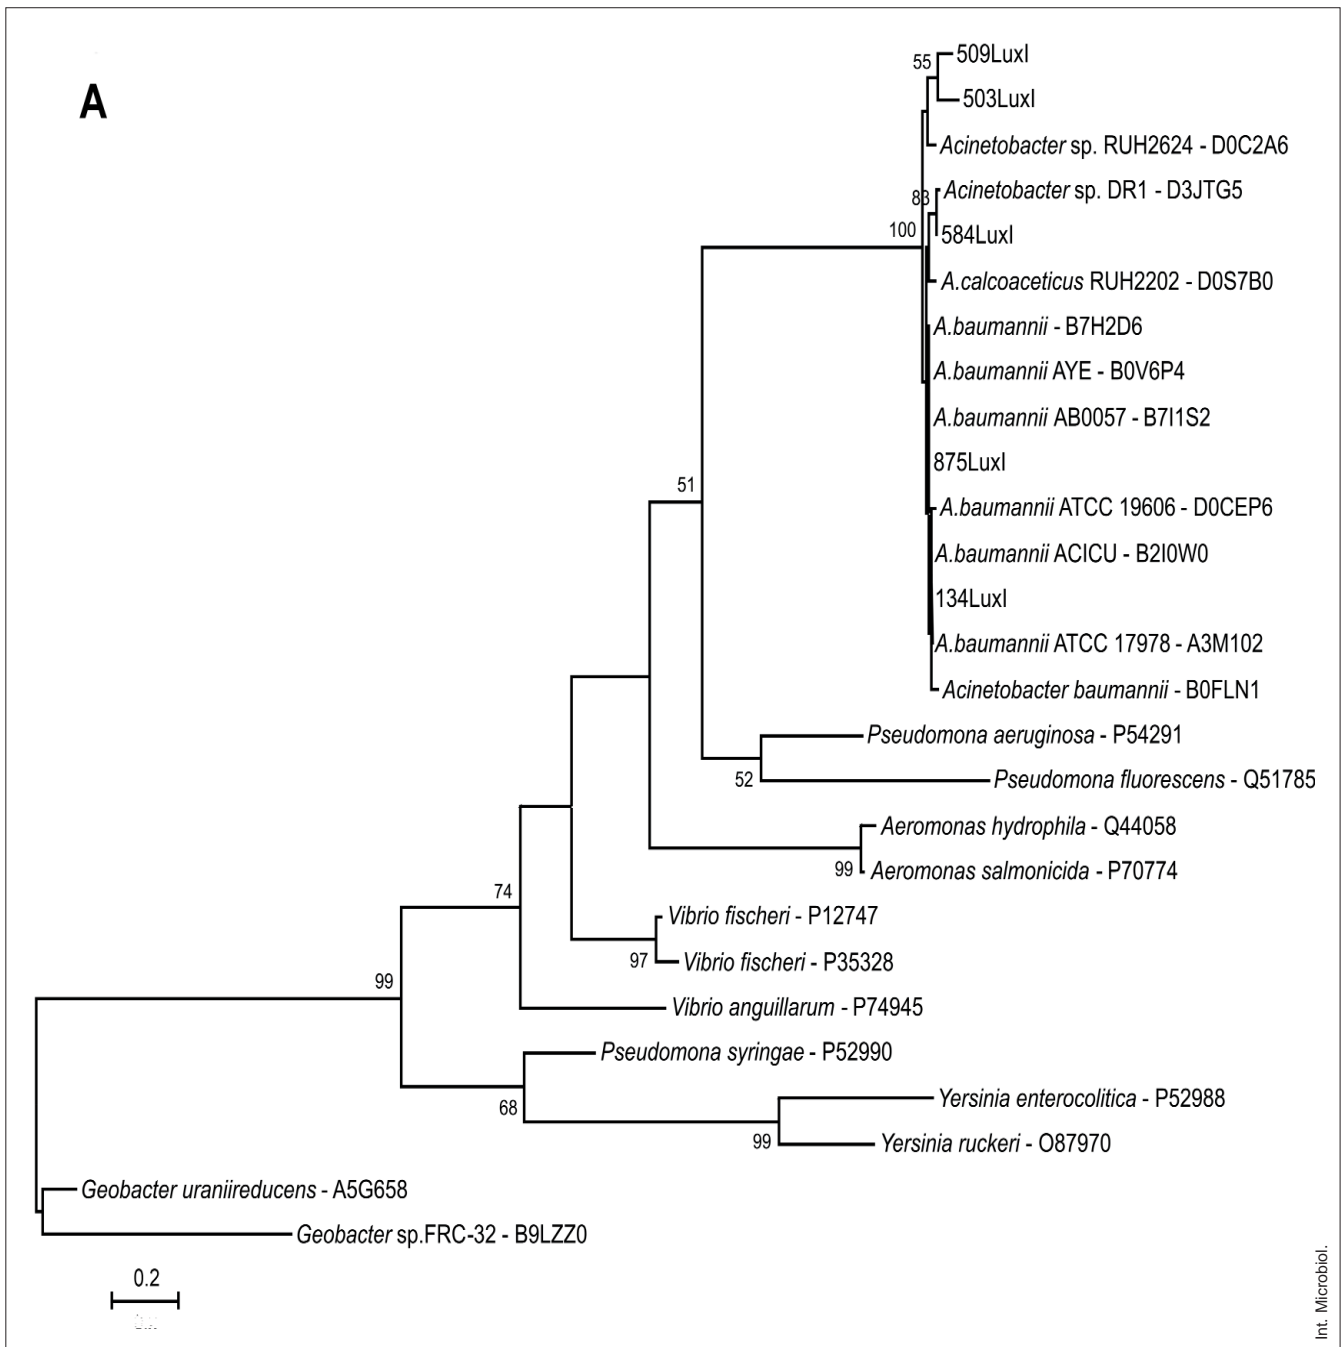 A
55
509LuxI
503LuxI
Acinetobacter sp. RUH2624 - D0C2A6
Acinetobacter sp. DR1 - D3JTG5
83
100
584LuxI
A.calcoaceticus RUH2202 - D0S7B0
A.baumannii - B7H2D6
A.baumannii AYE - B0V6P4
A.baumannii AB0057 - B7I1S2
875LuxI
51
A.baumannii ATCC 19606 - D0CEP6
A.baumannii ACICU - B2I0W0
134LuxI
A.baumannii ATCC 17978 - A3M102
Acinetobacter baumannii - B0FLN1
Pseudomona aeruginosa - P54291
52
Pseudomona fluorescens - Q51785
Aeromonas hydrophila - Q44058
99
Aeromonas salmonicida - P70774
74
Vibrio fischeri - P12747
97
Vibrio fischeri - P35328
99
Vibrio anguillarum - P74945
Pseudomona syringae - P52990
68
Yersinia enterocolitica - P52988
99
Yersinia ruckeri - O87970
Geobacter uraniireducens - A5G658
Geobacter sp.FRC-32 - B9LZZ0
0.2
Int. Microbiol.